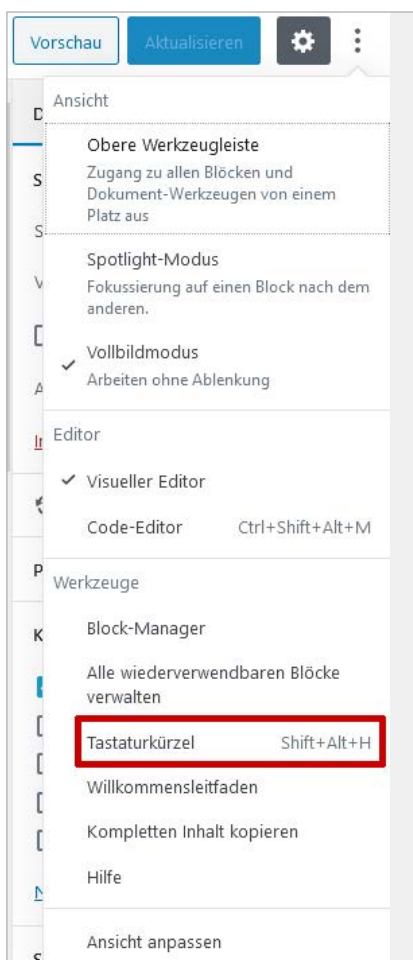 Vorschau Aktualisieren
Ansicht
Obere Werkzeugleiste
Zugang zu allen Blöcken und
Dokument-Werkzeugen von einem
Platz aus
Spotlight-Modus
Fokussierung auf einen Block nach dem
anderen.
Vollbildmodus
Arbeiten ohne Ablenkung
Editor
Visueller Editor
Code-Editor Ctrl+Shift+Alt+M
Werkzeuge
Block-Manager
Alle wiederverwendbaren Blöcke
verwalten
Tastaturkürzel Shift+Alt+H
Willkommensleitfaden
Kompletten Inhalt kopieren
Hilfe
Ansicht anpassen